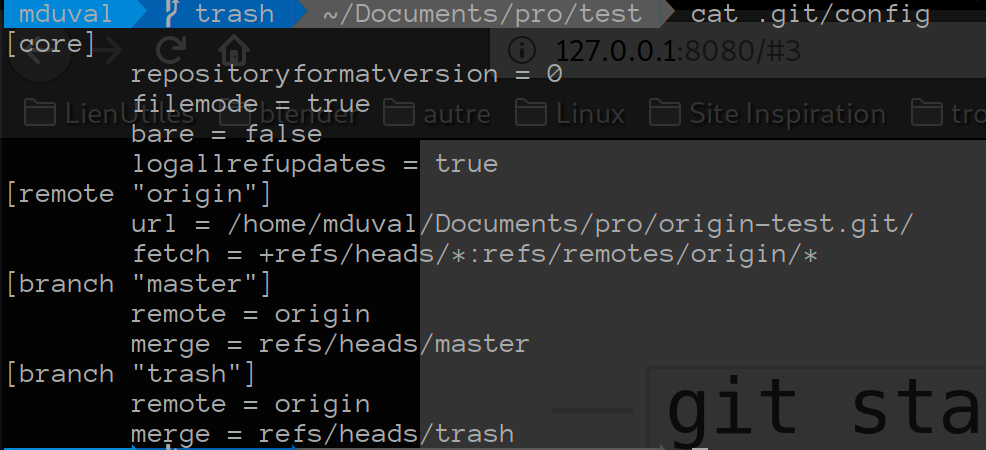 mduval trash ~/Documents/pro/test cat .git/config
[core]
127.0.0.1:8080/#3
repositoryformatversion = 0
filemode = true
LienUtiles blender autre Linux Site Inspiration
bare = false
logallrefupdates = true
[remote "origin"]
url = /home/mduval/Documents/pro/origin-test.git/
fetch = +refs/heads/*:refs/remotes/origin/*
[branch "master"]
remote = origin
merge = refs/heads/master
[branch "trash"]
remote = origin
git sta
merge = refs/heads/trash